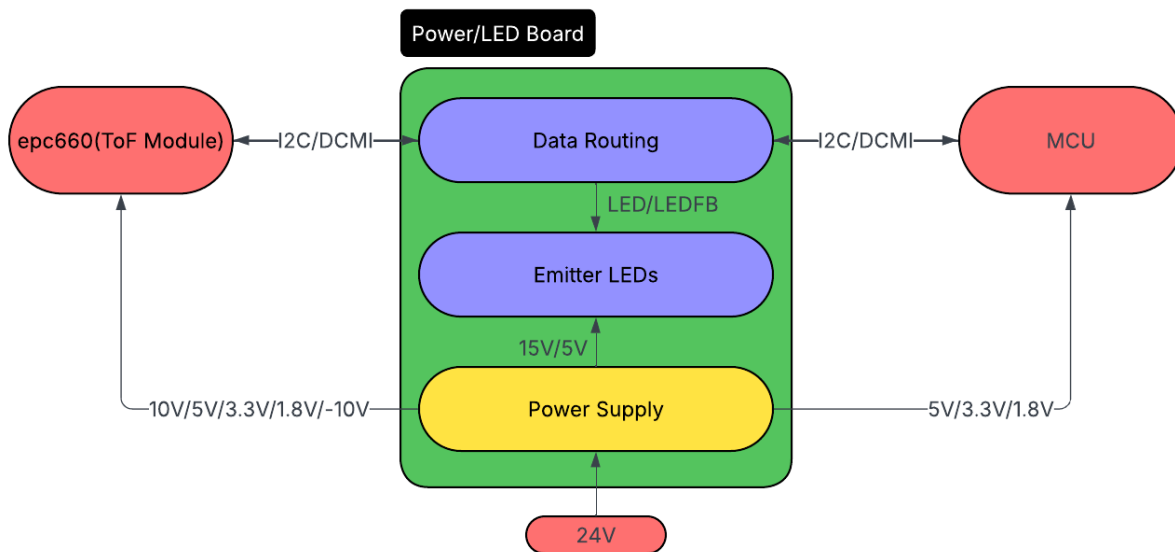 Power/LED Board
epc660(ToF Module)
I2C/DCMI
Data Routing
I2C/DCMI
MCU
LED/LEDFB
Emitter LEDs
15V/5V
10V/5V/3.3V/1.8V/-10V
Power Supply
5V/3.3V/1.8V
24V